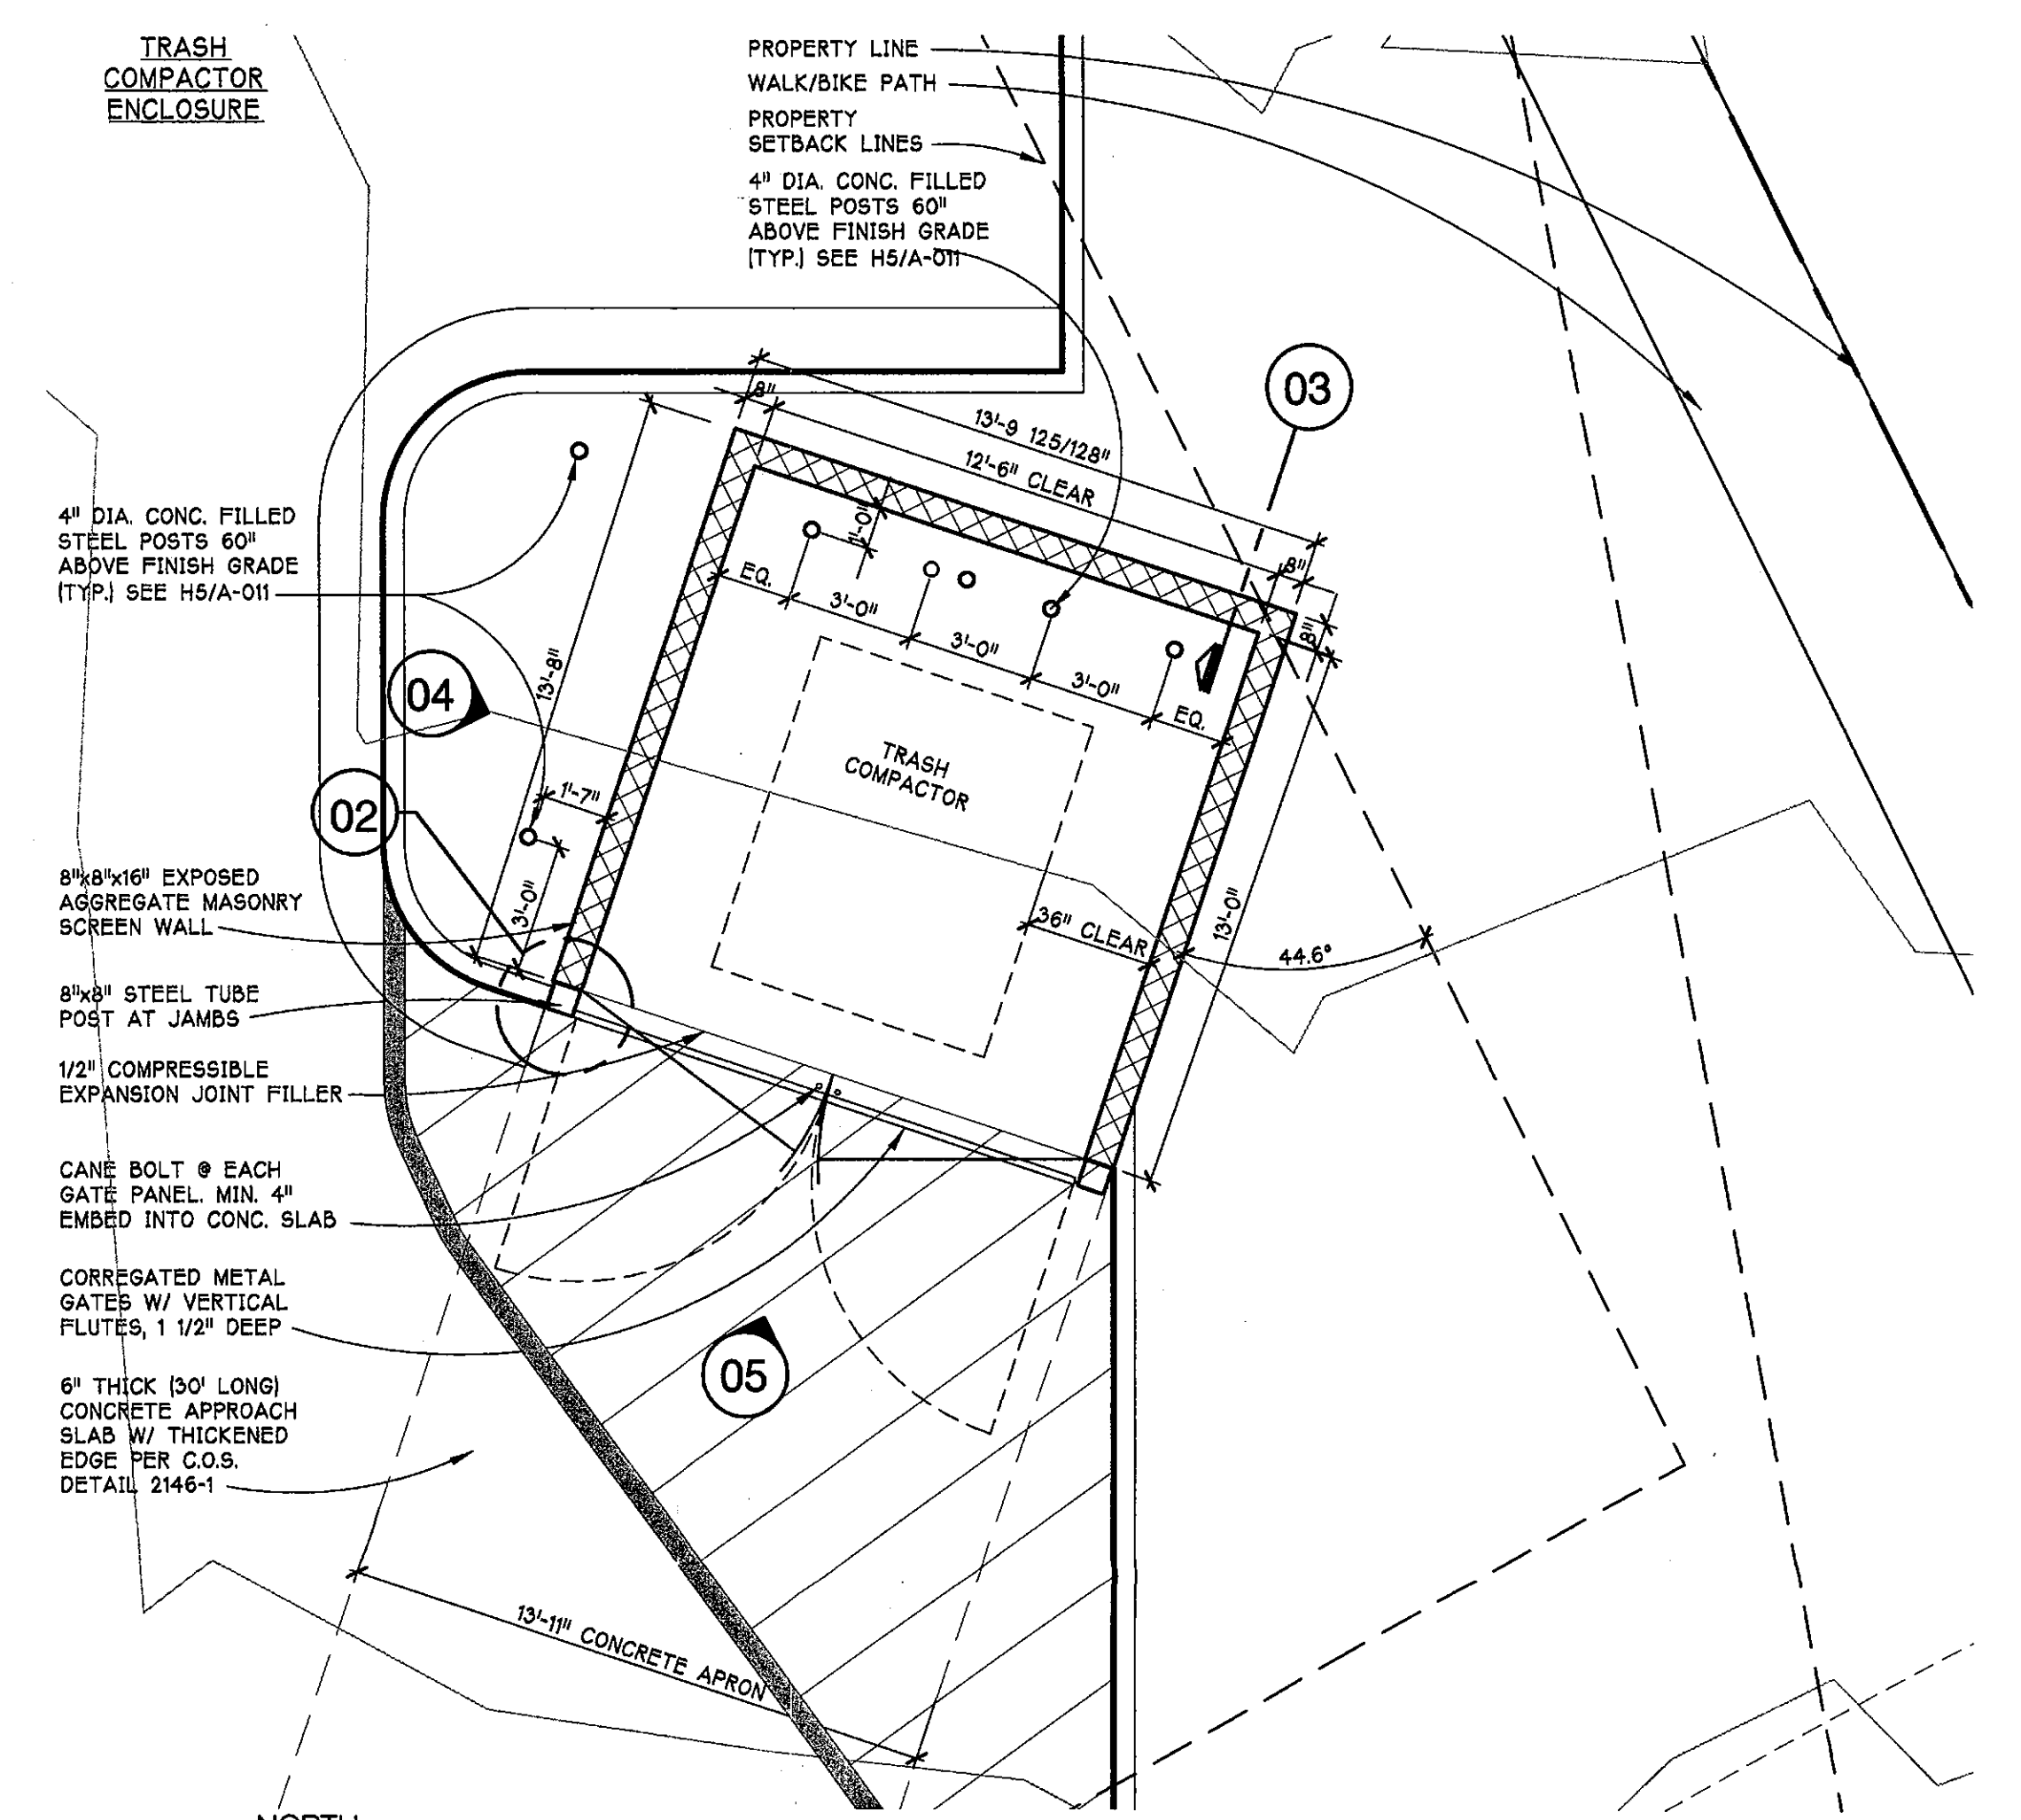 TRASH
COMPACTOR
ENCLOSURE
PROPERTY LINE
WALK/BIKE PATH
PROPERTY
SETBACK LINES
4" DIA. CONC. FILLED
STEEL POSTS 60"
ABOVE FINISH GRADE
(TYP.) SEE H5/A-011
03
8"
13'-9 125/128"
12'-6" CLEAR
8"
8"
4" DIA. CONC. FILLED
STEEL POSTS 60"
ABOVE FINISH GRADE
(TYP.) SEE H5/A-011
1'-0"
EQ.
3'-0"
3'-0"
3'-0"
EQ.
13'-8"
04
TRASH
COMPACTOR
02
1'-7"
3'-0"
36" CLEAR
13'-0"
44.6°
8"x8"x16" EXPOSED
AGGREGATE MASONRY
SCREEN WALL
8"x8" STEEL TUBE
POST AT JAMBS
1/2" COMPRESSIBLE
EXPANSION JOINT FILLER
CANE BOLT @ EACH
GATE PANEL. MIN. 4"
EMBED INTO CONC. SLAB
CORREGATED METAL
GATES W/ VERTICAL
FLUTES, 1 1/2" DEEP
05
6" THICK (30' LONG)
CONCRETE APPROACH
SLAB W/ THICKENED
EDGE PER C.O.S.
DETAIL 2146-1
13'-11" CONCRETE APRON
NORTH